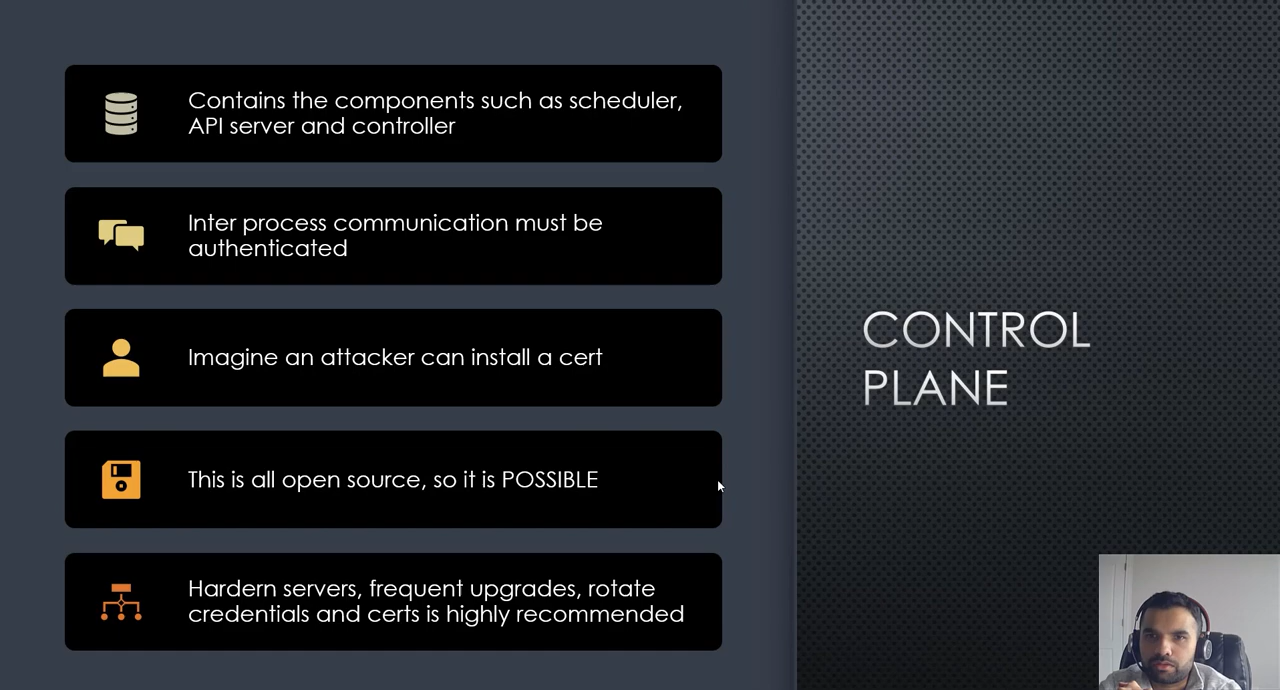 Contains the components such as scheduler,
API server and controller
Inter process communication must be
authenticated
Imagine an attacker can install a cert
This is all open source, so it is POSSIBLE
Hardern servers, frequent upgrades, rotate
credentials and certs is highly recommended
CONTROL
PLANE